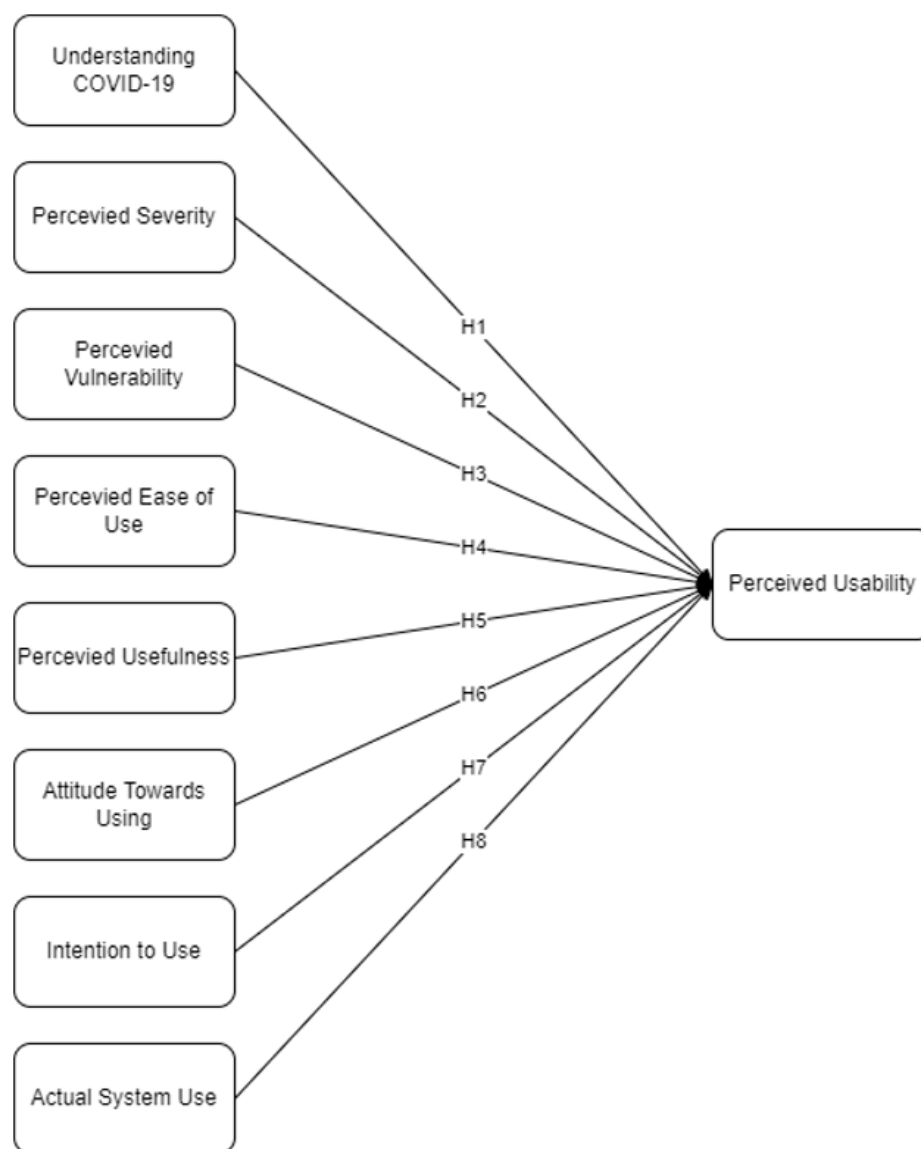 Understanding
COVID-19
Percevied Severity
Percevied
Vulnerability
Percevied Ease of
Use
Percevied Usefulness
Attitude Towards
Using
Intention to Use
Actual System Use
H1
H2
H3
H4
H5
H6
H7
H8
Perceived Usability